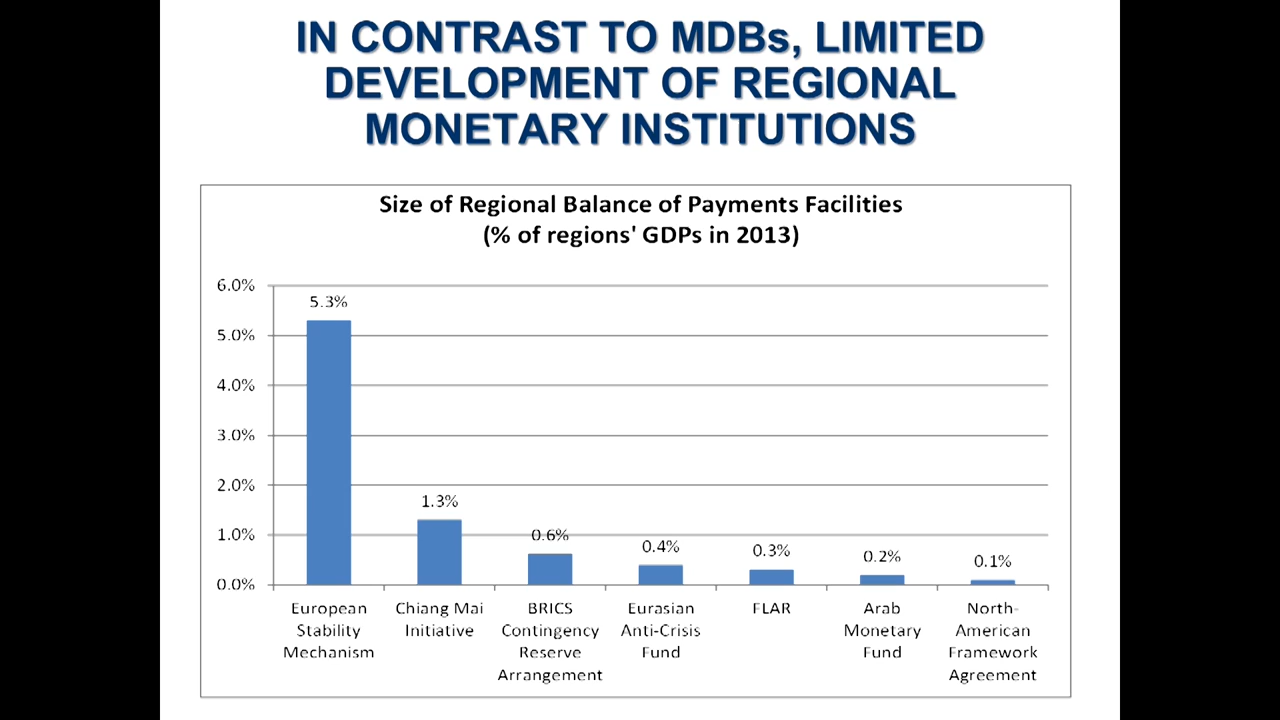 IN CONTRAST TO MDBs, LIMITED
DEVELOPMENT OF REGIONAL
MONETARY INSTITUTIONS
Size of Regional Balance of Payments Facilities
(% of regions' GDPs in 2013)
6.0%
5.0%
4.0%
3.0%
2.0%
1.0%
0.0%
5.3%
1.3%
0.6%
0.4%
0.3%
0.2%
0.1%
European
Stability
Mechanism
Chiang Mai
Initiative
BRICS
Contingency
Reserve
Arrangement
Eurasian
Anti-Crisis
Fund
FLAR
Arab
Monetary
Fund
North-
American
Framework
Agreement